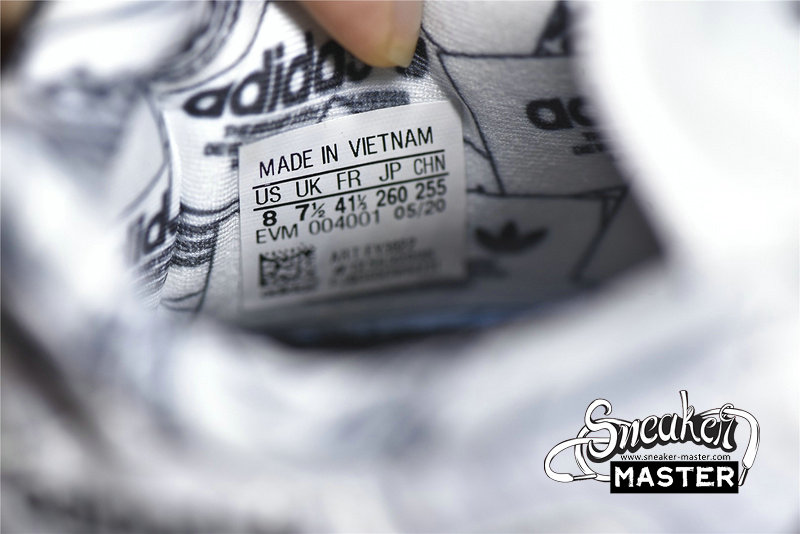 adidas
MADE IN VIETNAM
US UK FR JP CHN
8 7½ 41⅓ 260 255
EVM 004001 05/20
Sneaker
www.sneaker-master.com
MASTER